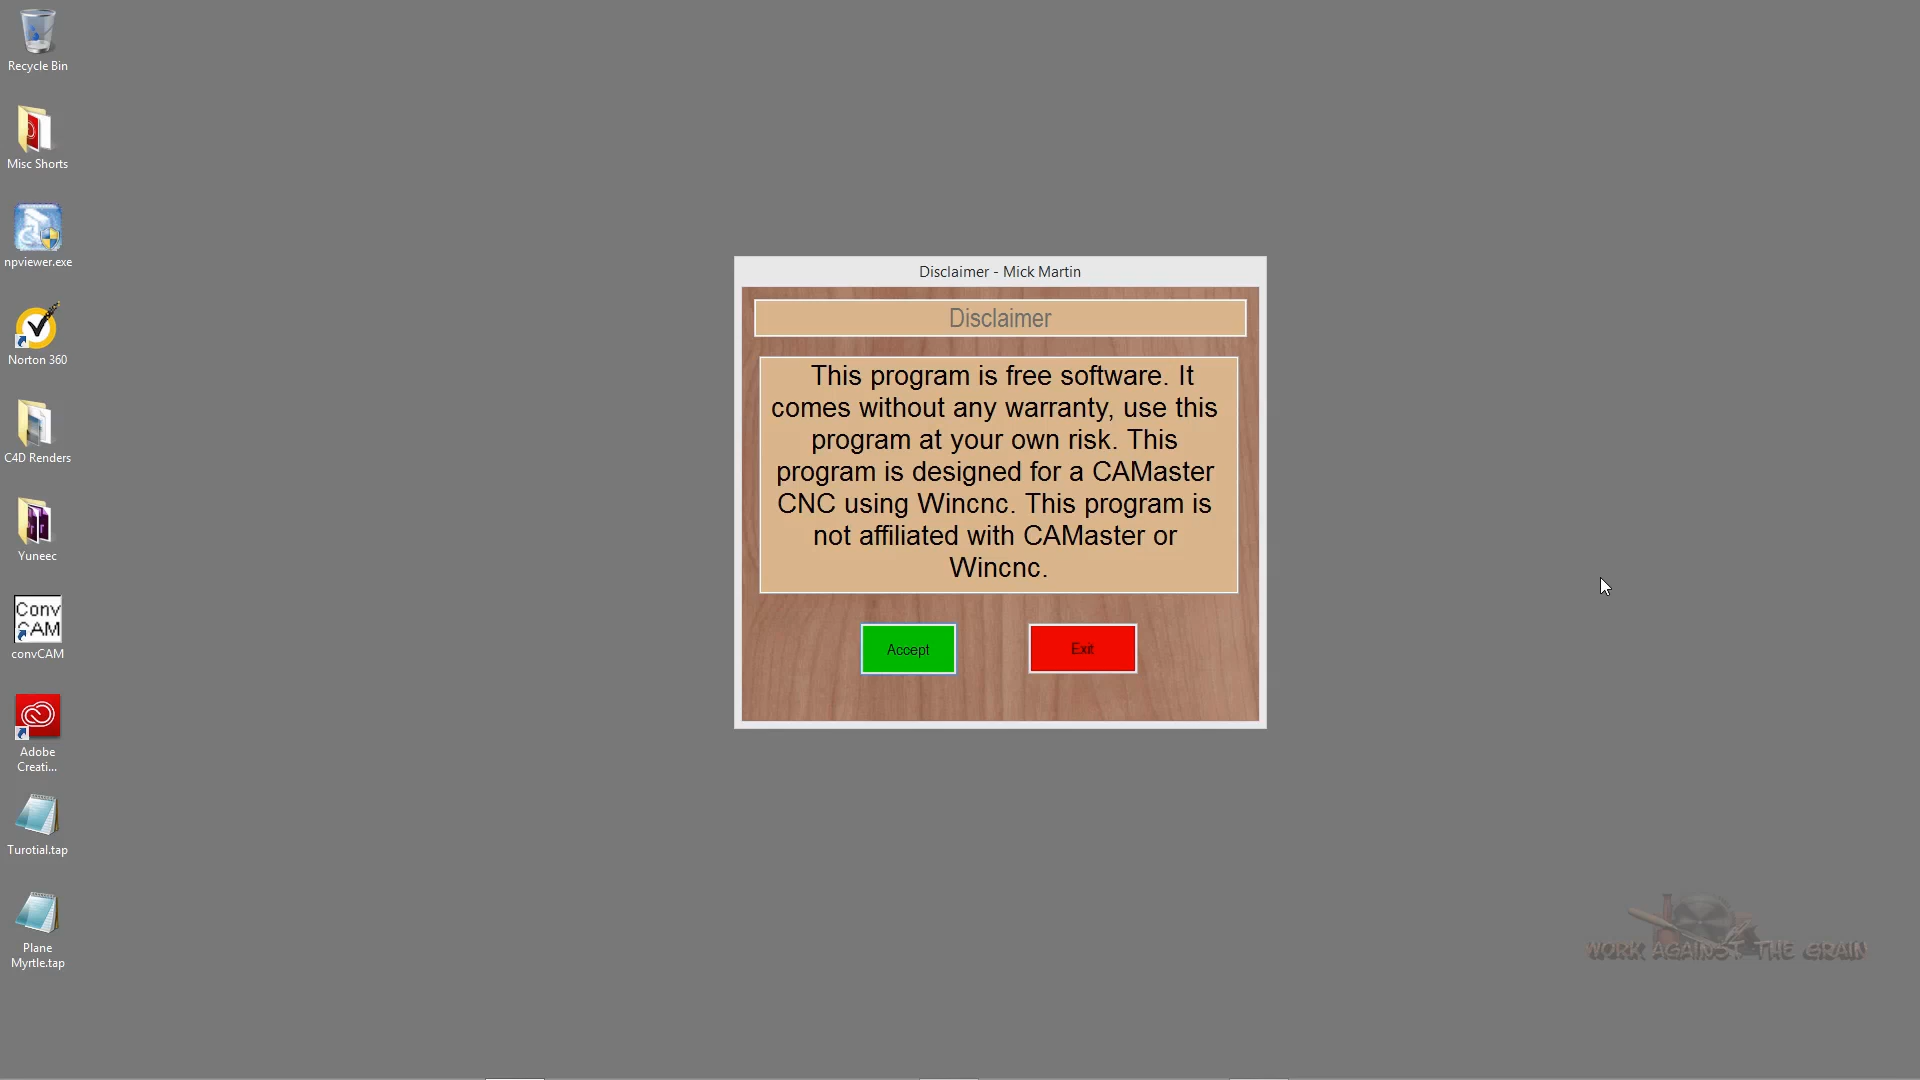 Recycle Bin
Misc Shorts
npviewer.exe
Norton 360
C4D Renders
Yuneec
Conv
CAM
convCAM
Adobe
Creati...
Turotial.tap
Plane
Myrtle.tap
Disclaimer - Mick Martin
Disclaimer
This program is free software. It
comes without any warranty, use this
program at your own risk. This
program is designed for a CAMaster
CNC using Wincnc. This program is
not affiliated with CAMaster or
Wincnc.
Accept
Exit
WORK AGAINST THE GRAIN